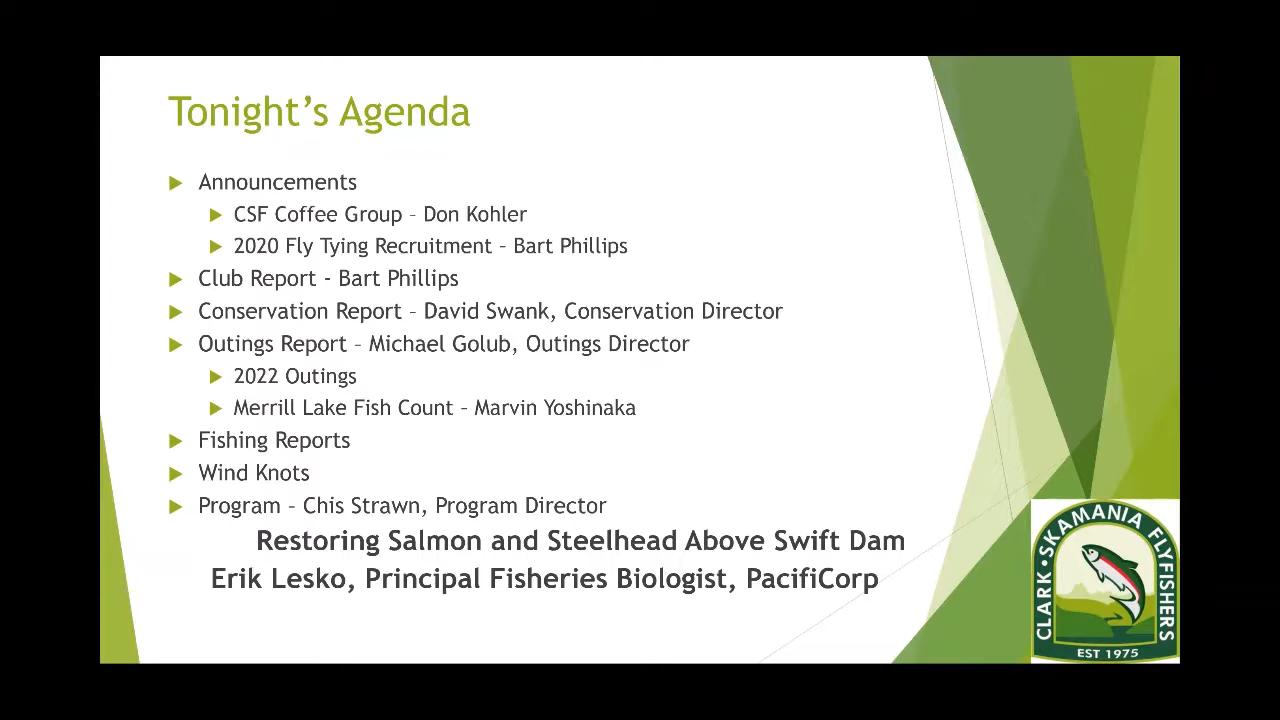 Tonight's Agenda
Announcements
CSF Coffee Group – Don Kohler
2020 Fly Tying Recruitment – Bart Phillips
Club Report - Bart Phillips
Conservation Report – David Swank, Conservation Director
Outings Report – Michael Golub, Outings Director
2022 Outings
Merrill Lake Fish Count – Marvin Yoshinaka
Fishing Reports
Wind Knots
Program – Chis Strawn, Program Director
Restoring Salmon and Steelhead Above Swift Dam
Erik Lesko, Principal Fisheries Biologist, PacifiCorp
CLARK • SKAMANIA FLYFISHERS
EST 1975